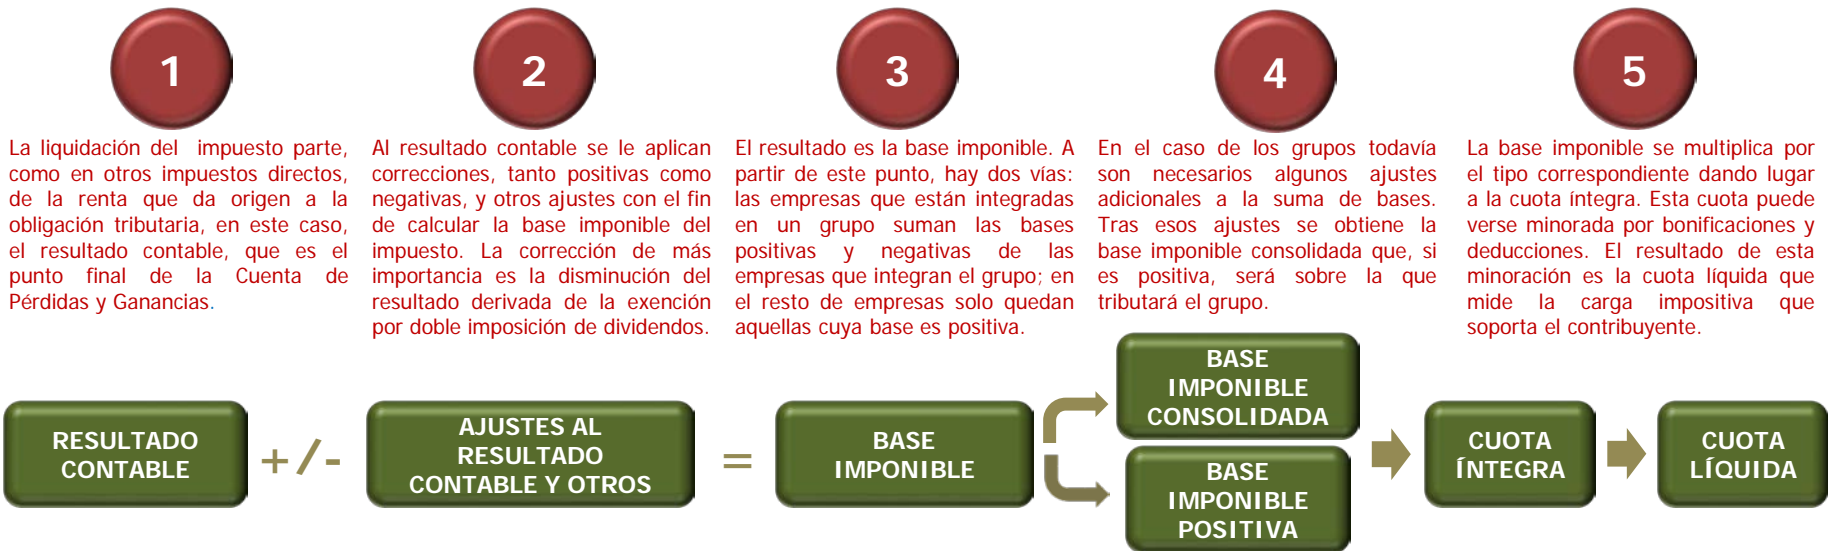 1
La liquidación del impuesto parte,
como en otros impuestos directos,
de la renta que da origen a la
obligación tributaria, en este caso,
el resultado contable, que es el
punto final de la Cuenta de
Pérdidas y Ganancias.
2
Al resultado contable se le aplican
correcciones, tanto positivas como
negativas, y otros ajustes con el fin
de calcular la base imponible del
impuesto. La corrección de más
importancia es la disminución del
resultado derivada de la exención
por doble imposición de dividendos.
3
El resultado es la base imponible. A
partir de este punto, hay dos vías:
las empresas que están integradas
en un grupo suman las bases
positivas y negativas de las
empresas que integran el grupo; en
el resto de empresas solo quedan
aquellas cuya base es positiva.
4
En el caso de los grupos todavía
son necesarios algunos ajustes
adicionales a la suma de bases.
Tras esos ajustes se obtiene la
base imponible consolidada que, si
es positiva, será sobre la que
tributará el grupo.
5
La base imponible se multiplica por
el tipo correspondiente dando lugar
a la cuota íntegra. Esta cuota puede
verse minorada por bonificaciones y
deducciones. El resultado de esta
minoración es la cuota líquida que
mide la carga impositiva que
soporta el contribuyente.
RESULTADO
CONTABLE
+/-
AJUSTES AL
RESULTADO
CONTABLE Y OTROS
=
BASE
IMPONIBLE
BASE
IMPONIBLE
CONSOLIDADA
BASE
IMPONIBLE
POSITIVA
CUOTA
ÍNTEGRA
CUOTA
LÍQUIDA